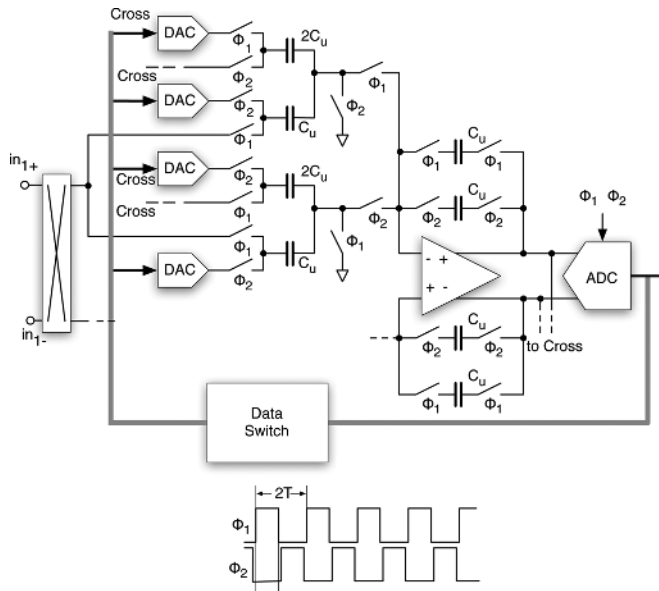 Cross
DAC
Φ1
2Cu
Cross
Φ2
Φ1
DAC
Φ2
Φ2
Cu
Φ1
Cu
Φ1
Φ1
in1+
DAC
Cross
Φ2
2Cu
Cross
Φ1
Φ2
Cu
Φ2
Φ2
Φ1 Φ2
Φ1
Φ1
Cu
DAC
Φ2
- +
+ -
ADC
in1-
Cu
Φ2
Φ2
to Cross
Cu
Φ1
Φ1
Data
Switch
2T
Φ1
Φ2